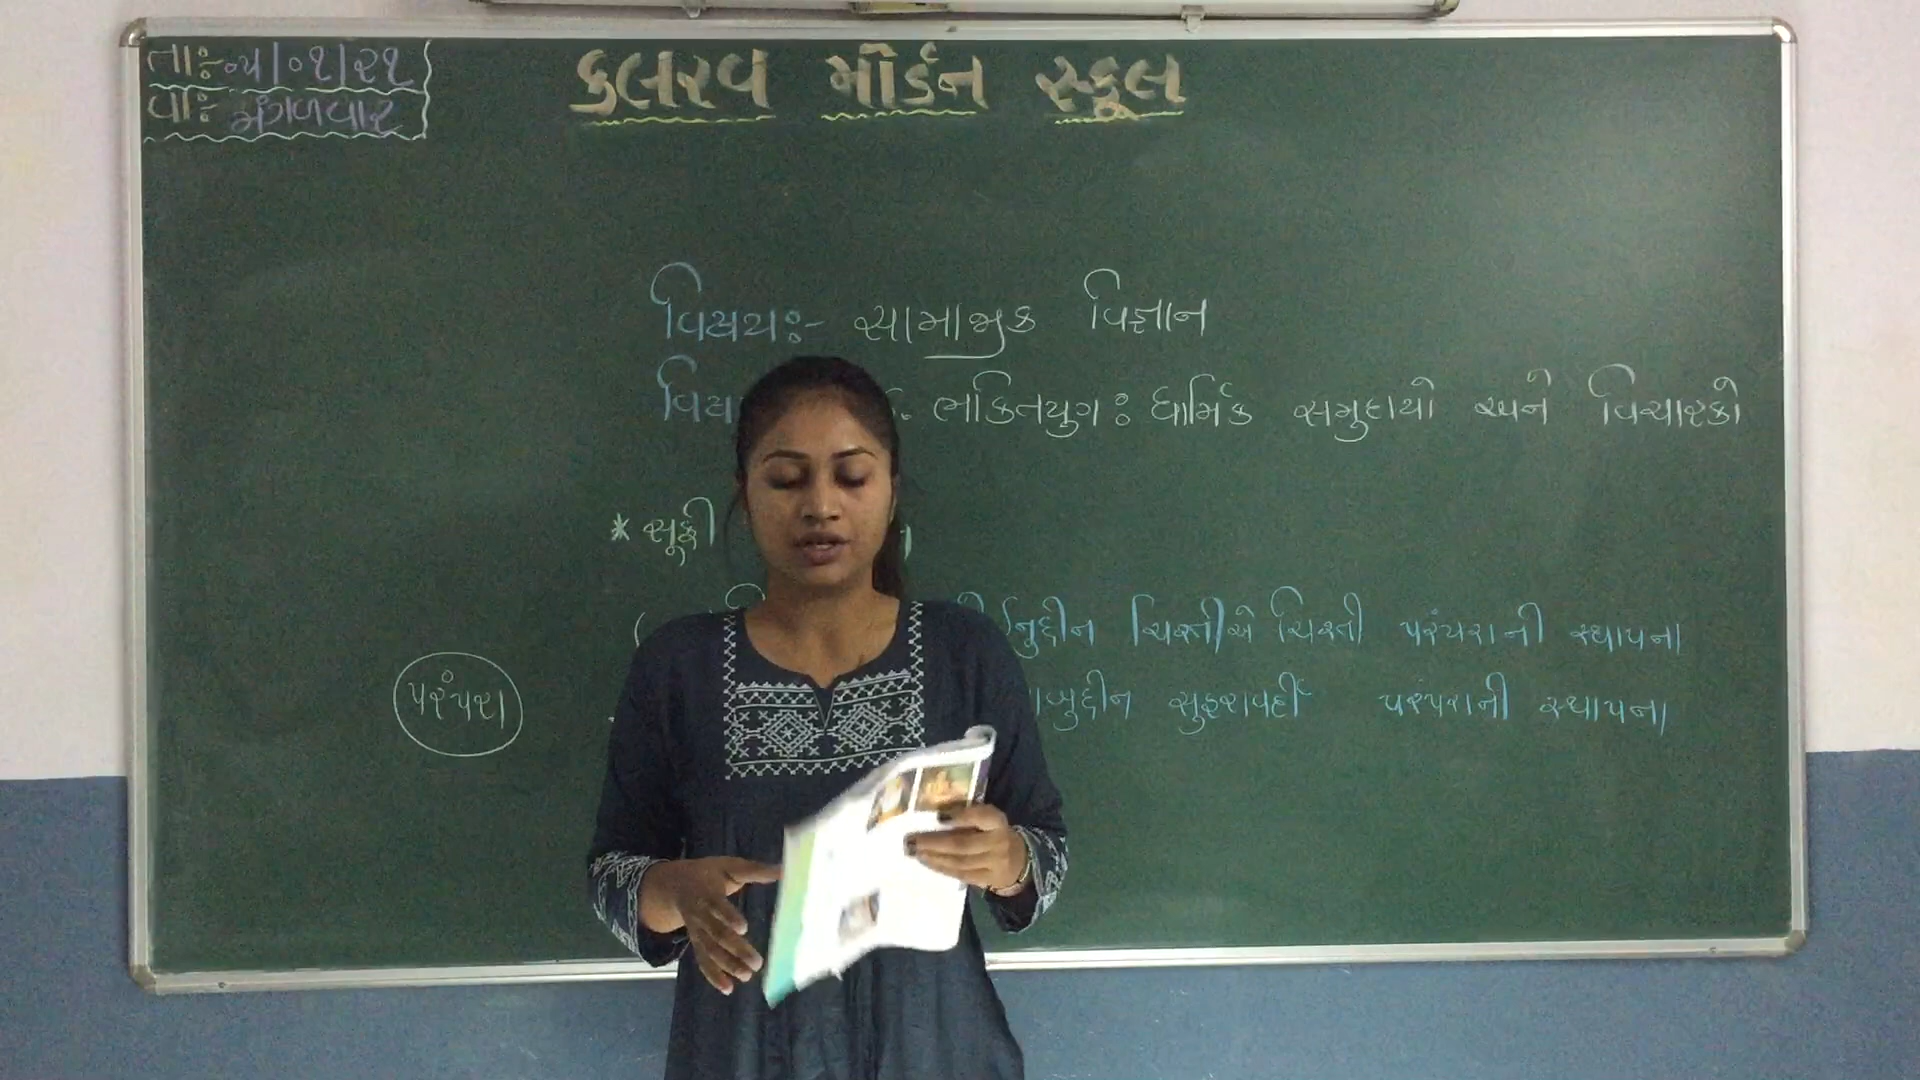 તાઃ-૦૫/૦૧/૨૧
વાઃ મંગળવાર
કલરવ મોર્ડન સ્કૂલ
વિષયઃ- સામાજીક વિજ્ઞાન
ભકિતયુગઃ ધાર્મિક સમુદાયો અને વિચારકો
* સૂફી
ચિશ્તીએ ચિશ્તી પરંપરાની સ્થાપના
પરંપરા
સુહરાવર્દી પરંપરાની સ્થાપના